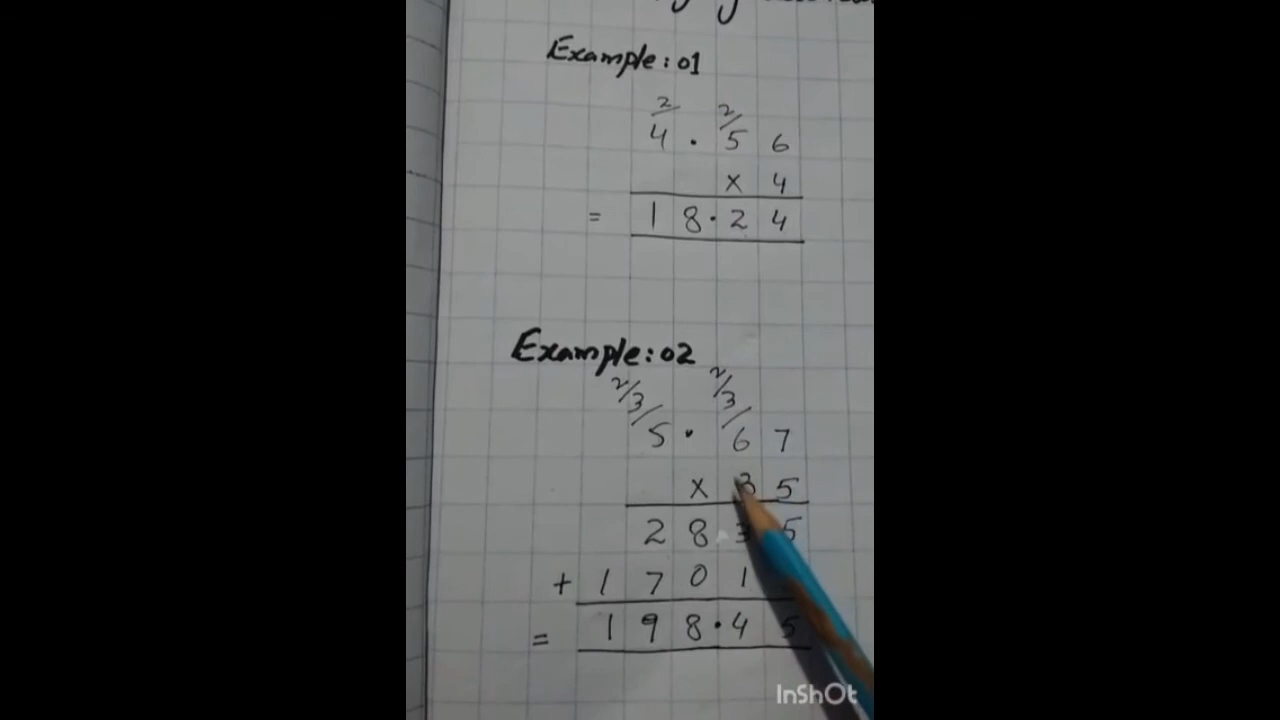 Example: 01
2 2
4 . 5 6
x 4
= 1 8 . 2 4
Example: 02
2/3/ 2/3/
5 . 6 7
x 3 5
2 8 3 5
+ 1 7 0 1
= 1 9 8 . 4 5
InShOt